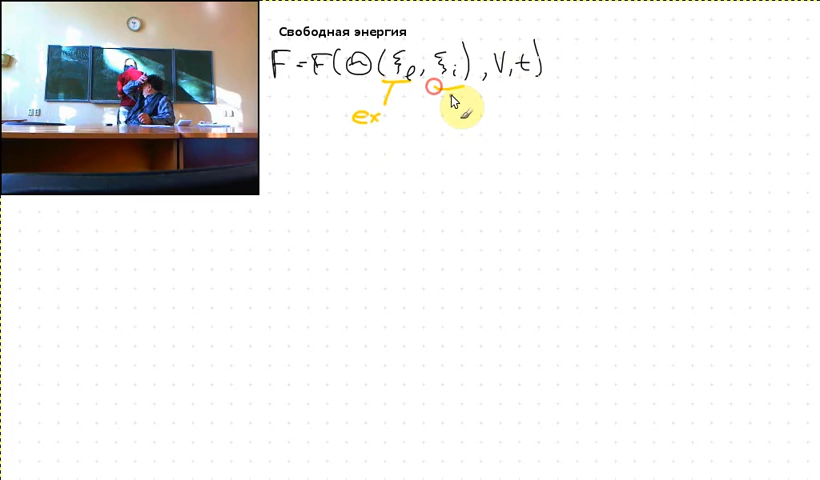 Свободная энергия
F = F(Θ(ξₑ, ξᵢ), V, t)
ex